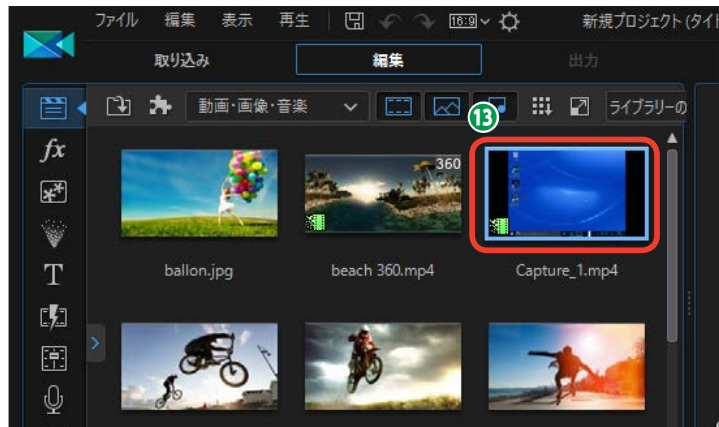 ファイル 編集 表示 再生 16:9 新規プロジェクト (タイト
取り込み 編集 出力
動画・画像・音楽 ライブラリーの
13
fx
T
360
ballon.jpg beach 360.mp4 Capture_1.mp4